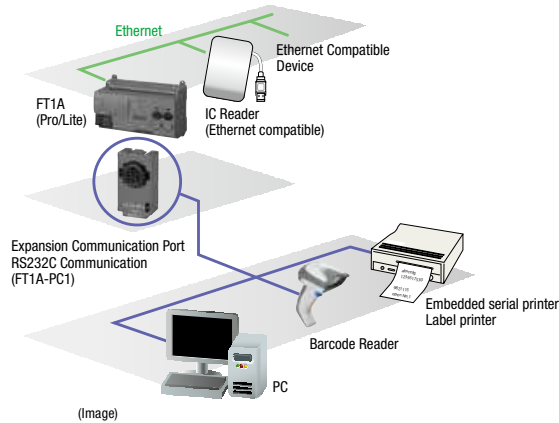 Ethernet
Ethernet Compatible
Device
FT1A
(Pro/Lite)
IC Reader
(Ethernet compatible)
Expansion Communication Port
RS232C Communication
(FT1A-PC1)
Embedded serial printer
Label printer
Barcode Reader
PC
(Image)